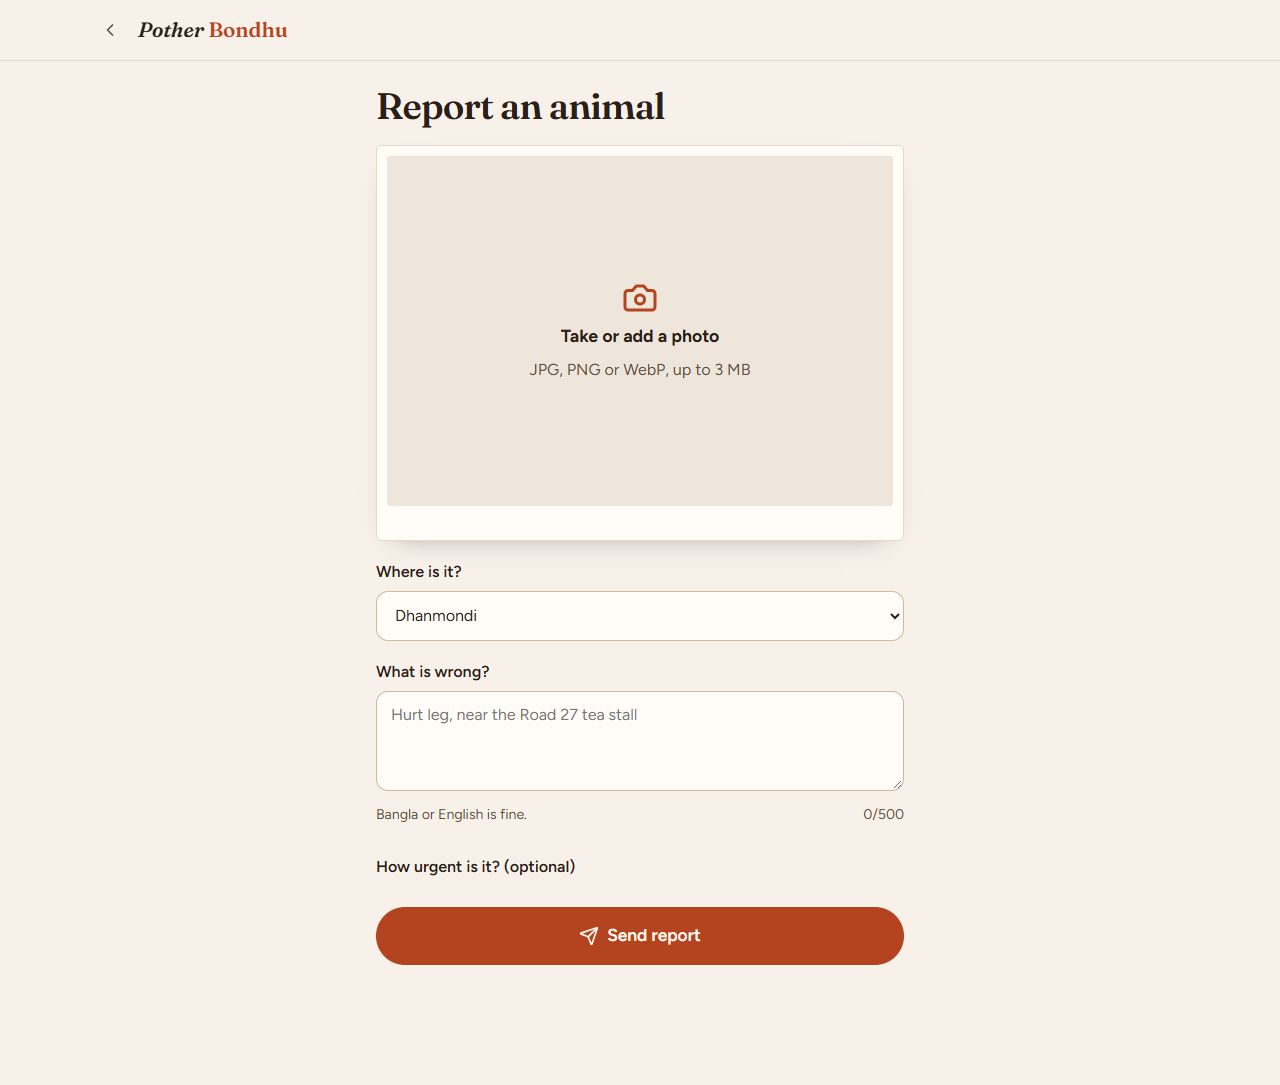 Pother Bondhu
Report an animal
Take or add a photo
JPG, PNG or WebP, up to 3 MB
Where is it?
Dhanmondi
What is wrong?
Hurt leg, near the Road 27 tea stall
Bangla or English is fine.
0/500
How urgent is it? (optional)
Send report